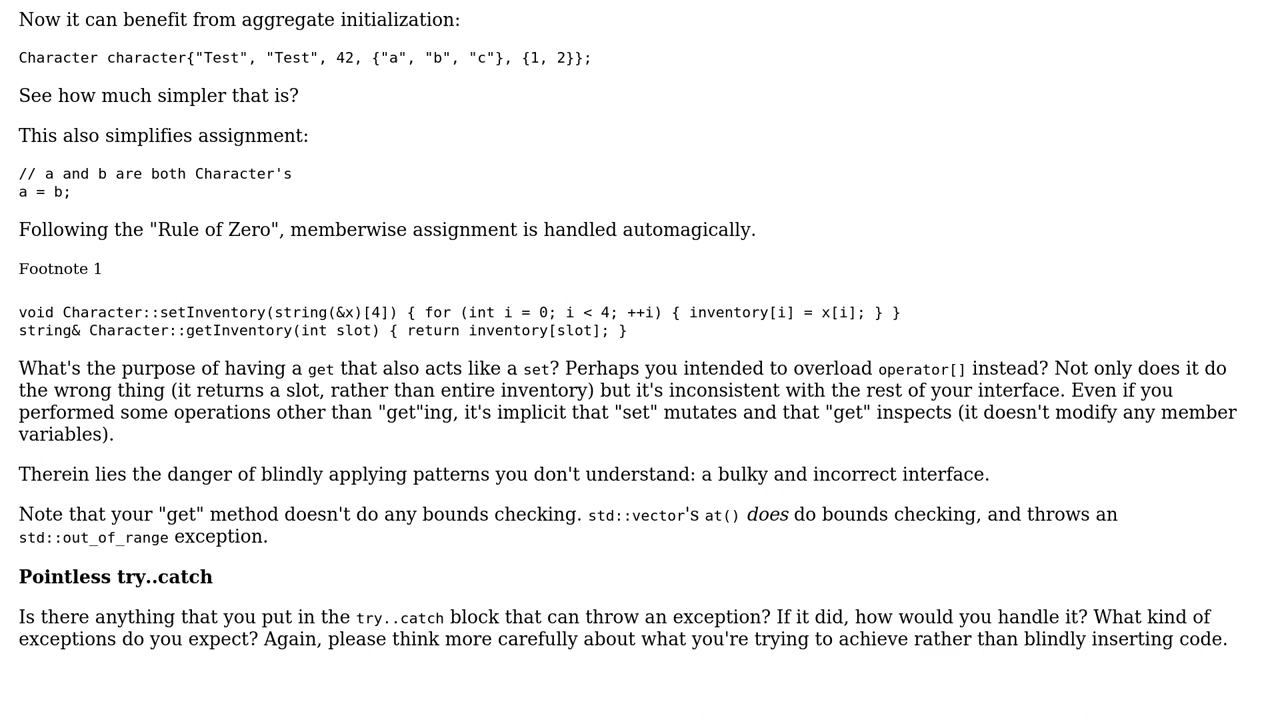 Now it can benefit from aggregate initialization:
Character character{"Test", "Test", 42, {"a", "b", "c"}, {1, 2}};
See how much simpler that is?
This also simplifies assignment:
// a and b are both Character's
a = b;
Following the "Rule of Zero", memberwise assignment is handled automagically.
Footnote 1
void Character::setInventory(string(&x)[4]) { for (int i = 0; i < 4; ++i) { inventory[i] = x[i]; } }
string& Character::getInventory(int slot) { return inventory[slot]; }
What's the purpose of having a get that also acts like a set? Perhaps you intended to overload operator[] instead? Not only does it do
the wrong thing (it returns a slot, rather than entire inventory) but it's inconsistent with the rest of your interface. Even if you
performed some operations other than "get"ing, it's implicit that "set" mutates and that "get" inspects (it doesn't modify any member
variables).
Therein lies the danger of blindly applying patterns you don't understand: a bulky and incorrect interface.
Note that your "get" method doesn't do any bounds checking. std::vector's at() does do bounds checking, and throws an
std::out_of_range exception.
Pointless try..catch
Is there anything that you put in the try..catch block that can throw an exception? If it did, how would you handle it? What kind of
exceptions do you expect? Again, please think more carefully about what you're trying to achieve rather than blindly inserting code.